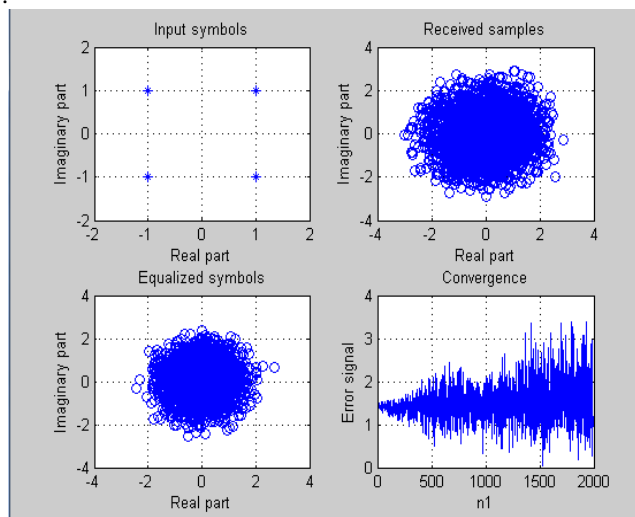 Input symbols
Imaginary part
2
1
0
-1
-2
-2 -1 0 1 2
Real part
Received samples
Imaginary part
4
2
0
-2
-4
-4 -2 0 2 4
Real part
Equalized symbols
Imaginary part
4
2
0
-2
-4
-4 -2 0 2 4
Real part
Convergence
Error signal
4
3
2
1
0
0 500 1000 1500 2000
n1